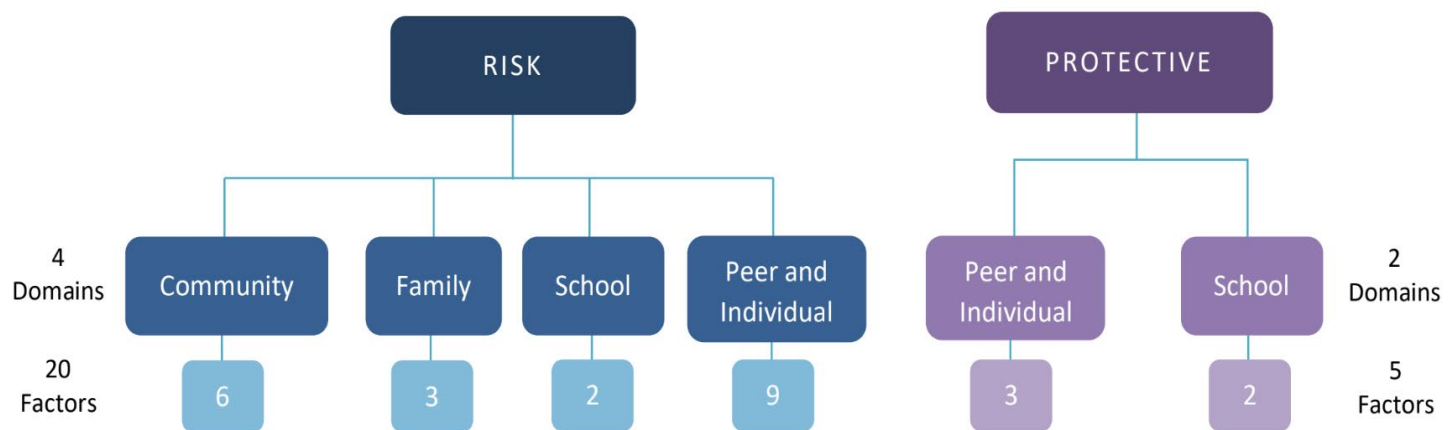 RISK
PROTECTIVE
4
Domains
Community
Family
School
Peer and
Individual
Peer and
Individual
School
2
Domains
20
Factors
6
3
2
9
3
2
5
Factors